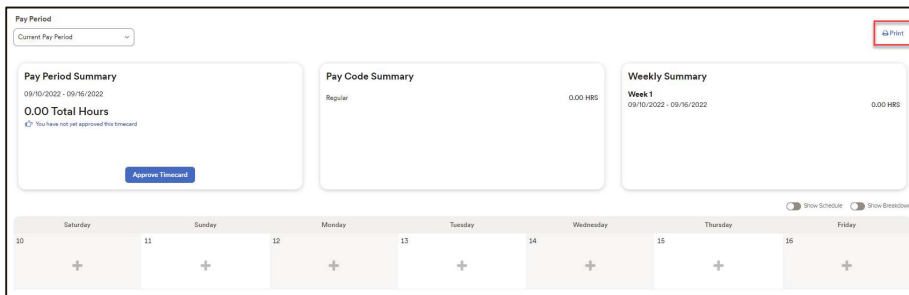 Pay Period
Current Pay Period
Print
Pay Period Summary
09/10/2022 - 09/16/2022
0.00 Total Hours
You have not yet approved this timecard
Approve Timecard
Pay Code Summary
Regular 0.00 HRS
Weekly Summary
Week 1
09/10/2022 - 09/16/2022 0.00 HRS
Show Schedule Show Breakdown
Saturday Sunday Monday Tuesday Wednesday Thursday Friday
10 11 12 13 14 15 16
+ + + + + + +